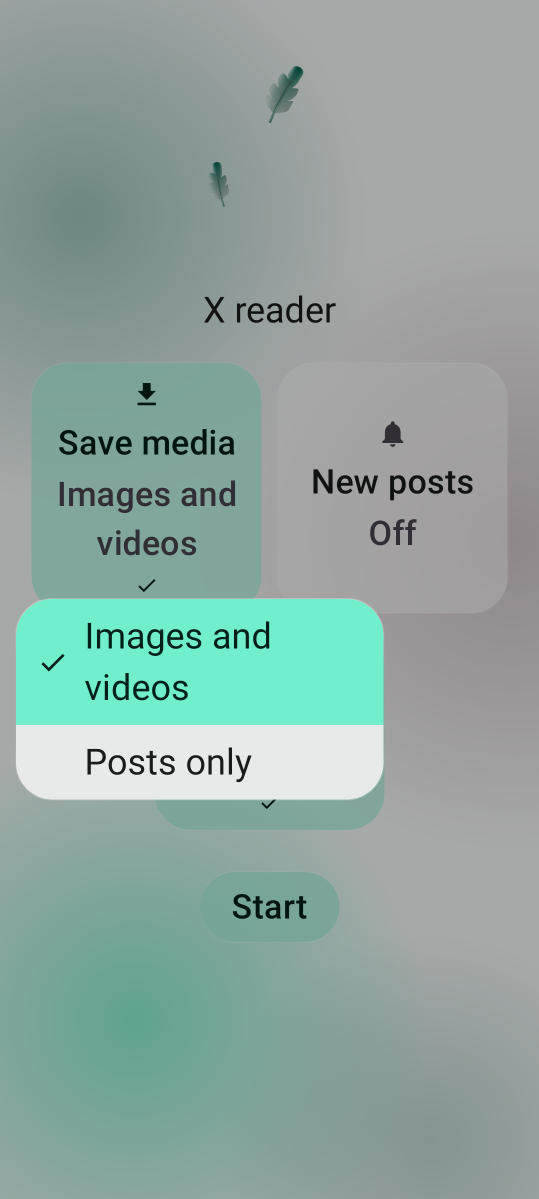 X reader
Save media
Images and
videos
New posts
Off
Images and
videos
Posts only
Start